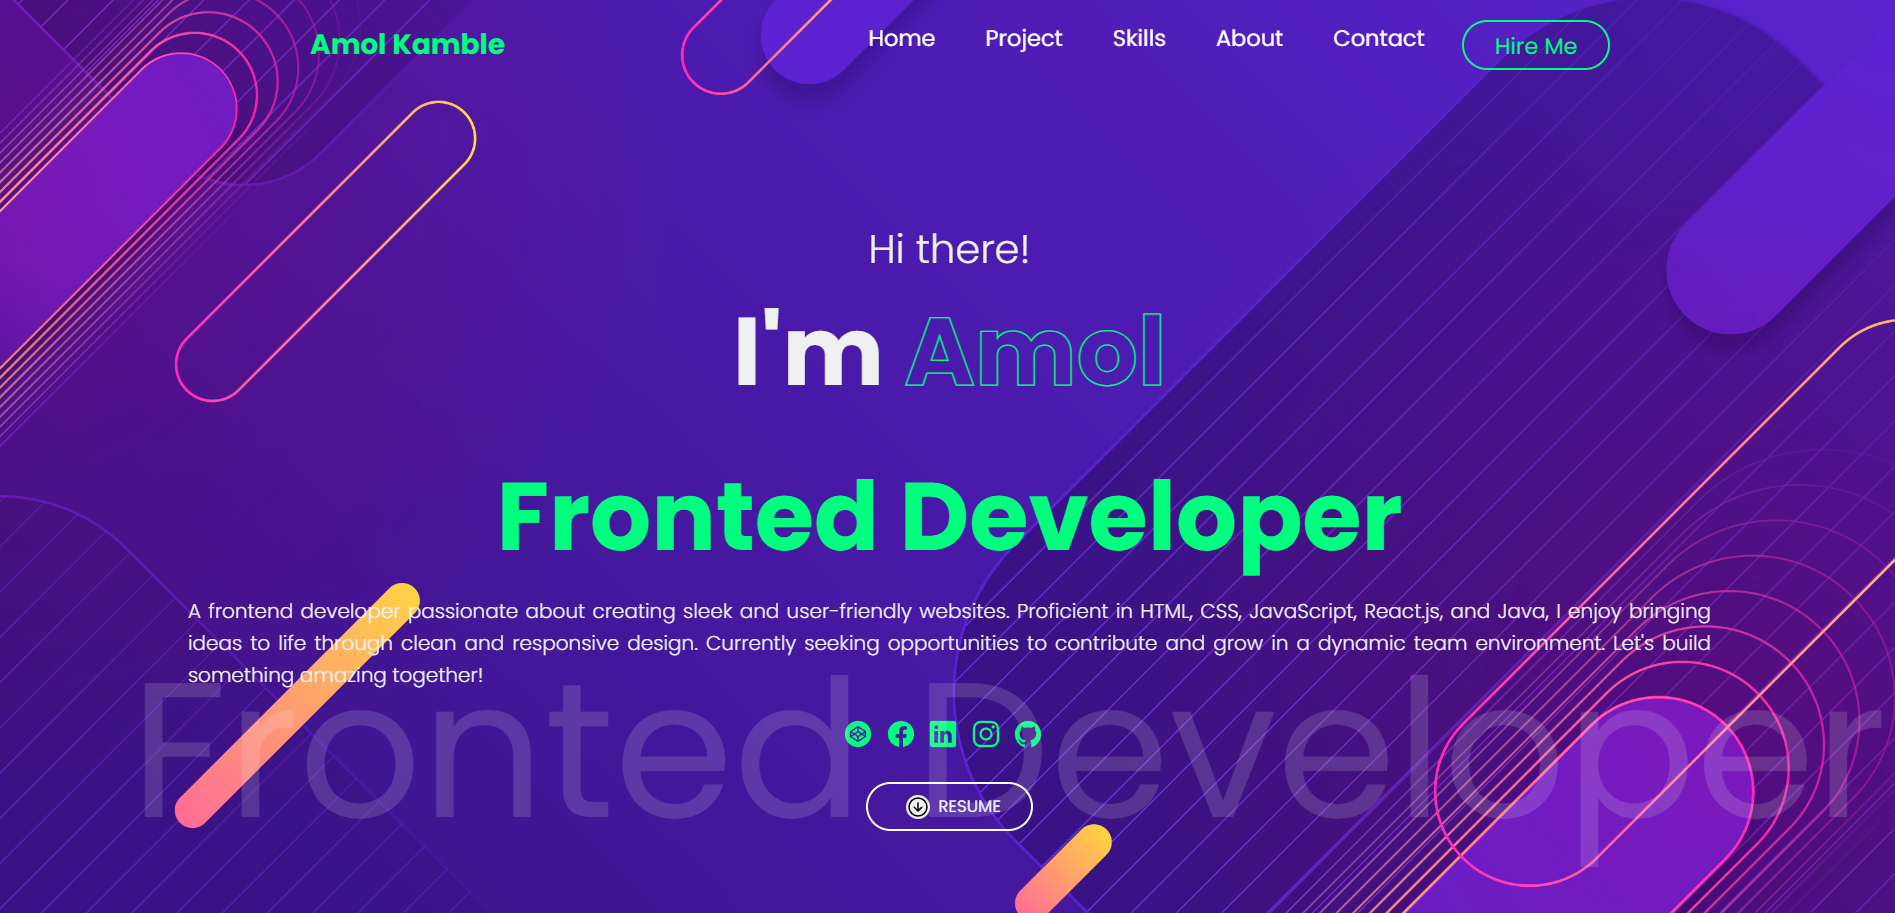 Amol Kamble
Home Project Skills About Contact Hire Me
Hi there!
I'm Amol
Fronted Developer
A frontend developer passionate about creating sleek and user-friendly websites. Proficient in HTML, CSS, JavaScript, React.js, and Java, I enjoy bringing
ideas to life through clean and responsive design. Currently seeking opportunities to contribute and grow in a dynamic team environment. Let's build
something amazing together!
Fronted Developer
RESUME